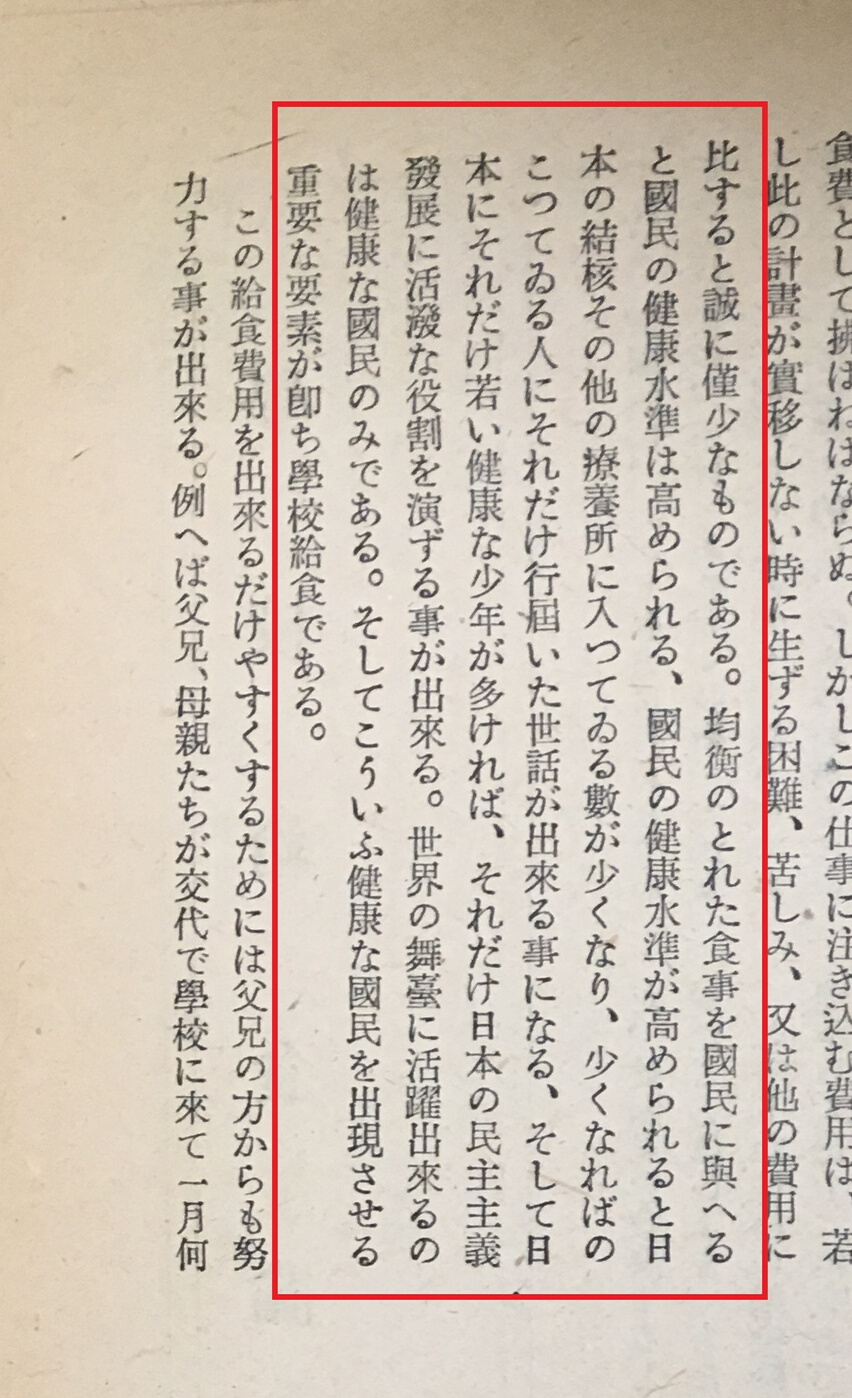 食費として拂はねばならぬ。しかしこの仕事に注き込む費用は、若
し此の計畫が實移しない時に生ずる困難、苦しみ、又は他の費用に
比すると誠に僅少なものである。均衡のとれた食事を國民に與へる
と國民の健康水準は高められる、國民の健康水準が高められると日
本の結核その他の療養所に入つてゐる數が少くなり、少くなればの
こつてゐる人にそれだけ行屆いた世話が出來る事になる、そして日
本にそれだけ若い健康な少年が多ければ、それだけ日本の民主主義
發展に活潑な役割を演ずる事が出來る。世界の舞臺に活躍出來るの
は健康な國民のみである。そしてこういふ健康な國民を出現させる
重要な要素が卽ち學校給食である。
この給食費用を出來るだけやすくするためには父兄の方からも努
力する事が出來る。例へば父兄、母親たちが交代で學校に來て一月何